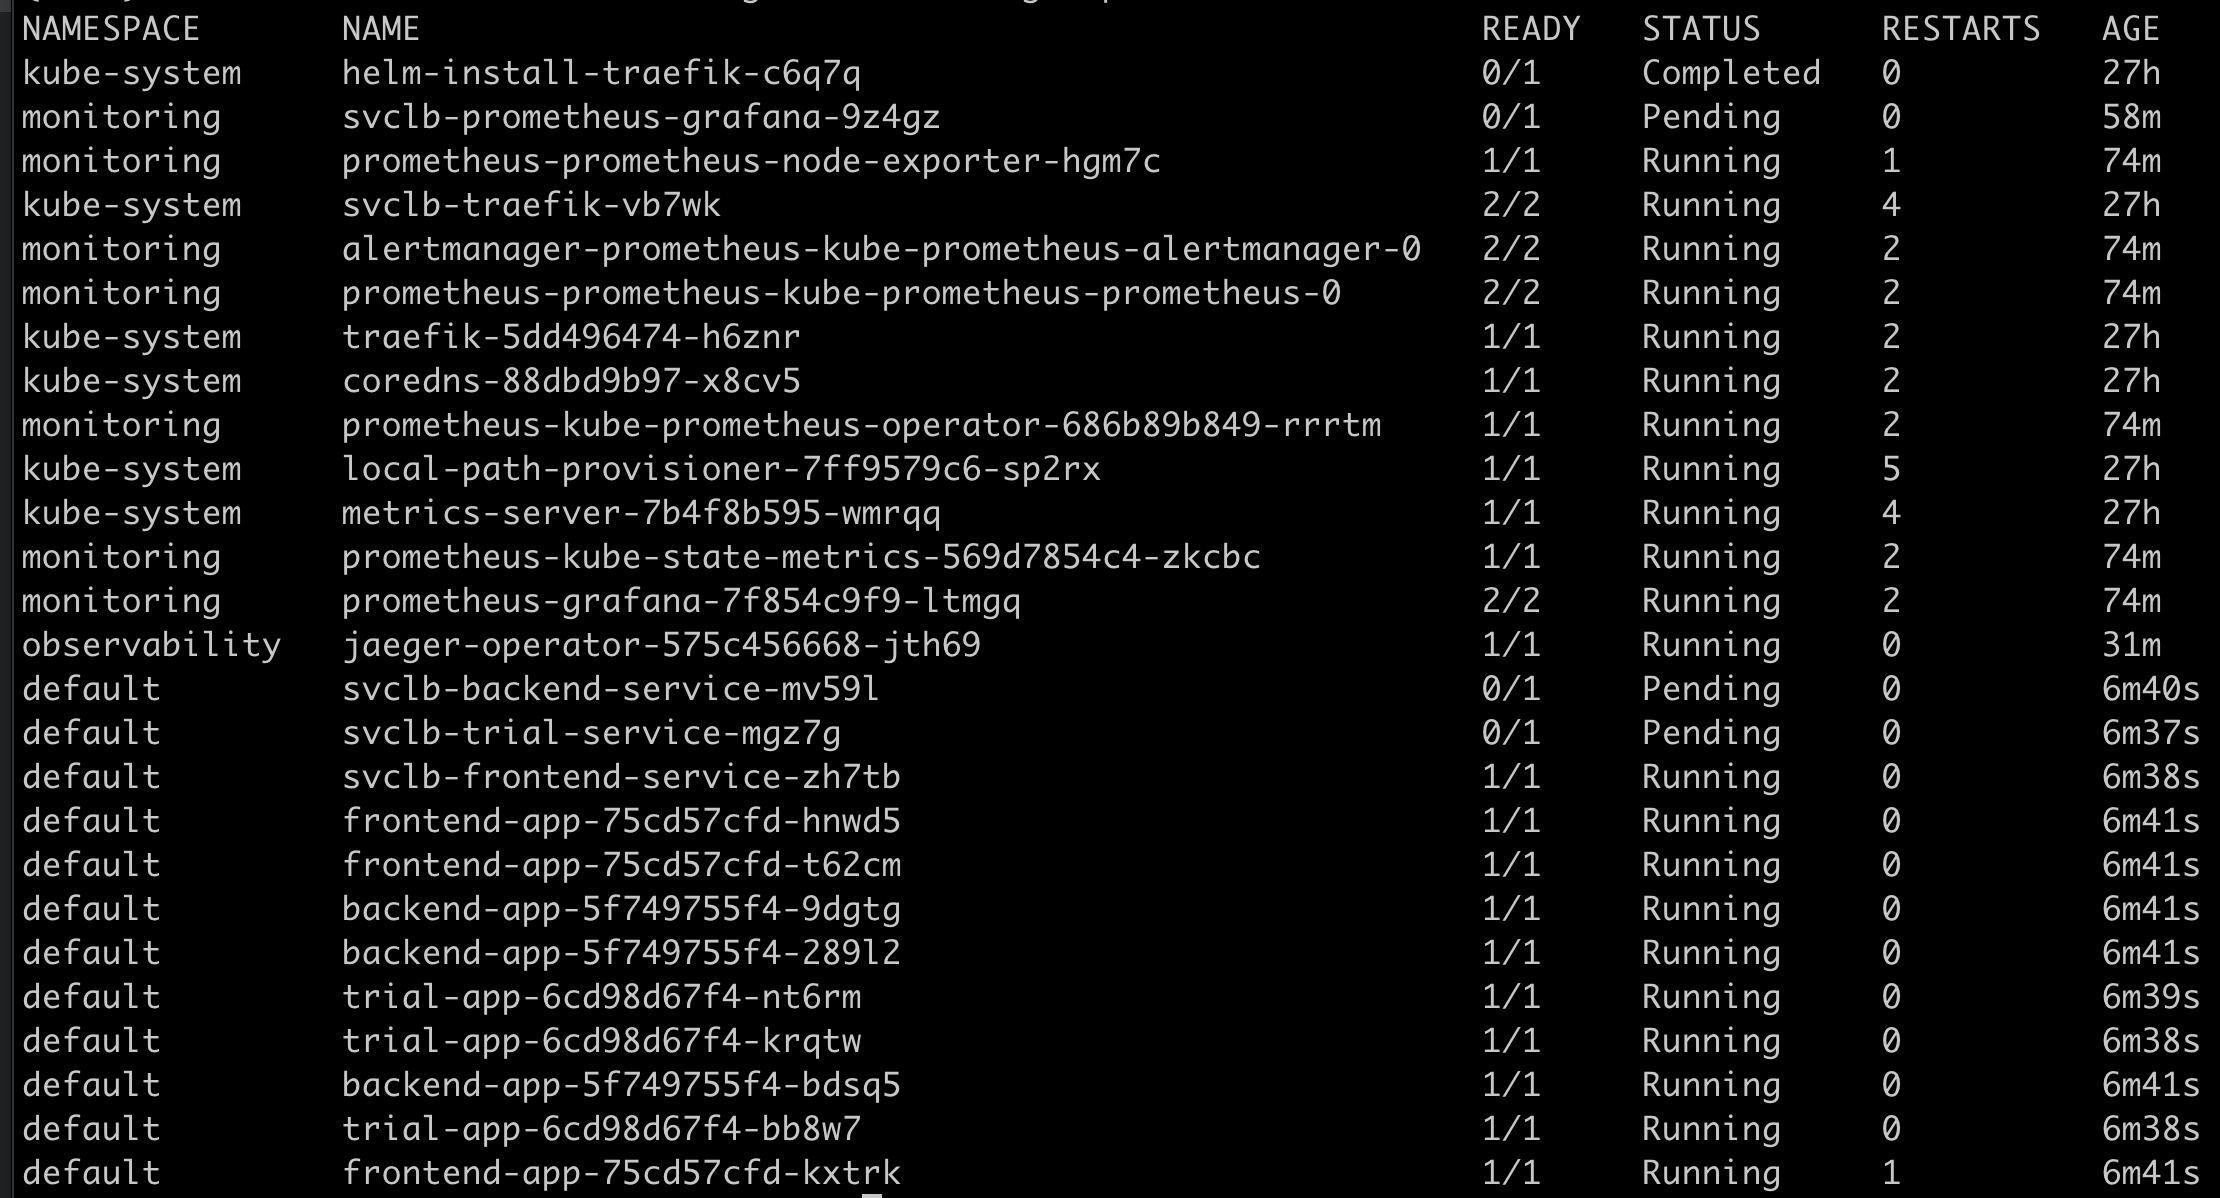 NAMESPACE NAME READY STATUS RESTARTS AGE
kube-system helm-install-traefik-c6q7q 0/1 Completed 0 27h
monitoring svclb-prometheus-grafana-9z4gz 0/1 Pending 0 58m
monitoring prometheus-prometheus-node-exporter-hgm7c 1/1 Running 1 74m
kube-system svclb-traefik-vb7wk 2/2 Running 4 27h
monitoring alertmanager-prometheus-kube-prometheus-alertmanager-0 2/2 Running 2 74m
monitoring prometheus-prometheus-kube-prometheus-prometheus-0 2/2 Running 2 74m
kube-system traefik-5dd496474-h6znr 1/1 Running 2 27h
kube-system coredns-88dbd9b97-x8cv5 1/1 Running 2 27h
monitoring prometheus-kube-prometheus-operator-686b89b849-rrrtm 1/1 Running 2 74m
kube-system local-path-provisioner-7ff9579c6-sp2rx 1/1 Running 5 27h
kube-system metrics-server-7b4f8b595-wmrqq 1/1 Running 4 27h
monitoring prometheus-kube-state-metrics-569d7854c4-zkcbc 1/1 Running 2 74m
monitoring prometheus-grafana-7f854c9f9-ltmgq 2/2 Running 2 74m
observability jaeger-operator-575c456668-jth69 1/1 Running 0 31m
default svclb-backend-service-mv59l 0/1 Pending 0 6m40s
default svclb-trial-service-mgz7g 0/1 Pending 0 6m37s
default svclb-frontend-service-zh7tb 1/1 Running 0 6m38s
default frontend-app-75cd57cfd-hnwd5 1/1 Running 0 6m41s
default frontend-app-75cd57cfd-t62cm 1/1 Running 0 6m41s
default backend-app-5f749755f4-9dgtg 1/1 Running 0 6m41s
default backend-app-5f749755f4-289l2 1/1 Running 0 6m41s
default trial-app-6cd98d67f4-nt6rm 1/1 Running 0 6m39s
default trial-app-6cd98d67f4-krqtw 1/1 Running 0 6m38s
default backend-app-5f749755f4-bdsq5 1/1 Running 0 6m41s
default trial-app-6cd98d67f4-bb8w7 1/1 Running 0 6m38s
default frontend-app-75cd57cfd-kxtrk 1/1 Running 1 6m41s